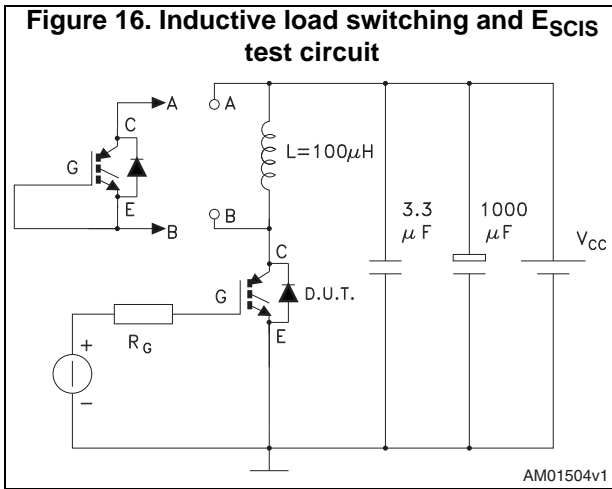 Figure 16. Inductive load switching and ESCIS
test circuit
A
A
C
G
E
B
B
L=100μH
C
G
D.U.T.
E
RG
+
-
3.3
μF
1000
μF
VCC
AM01504v1